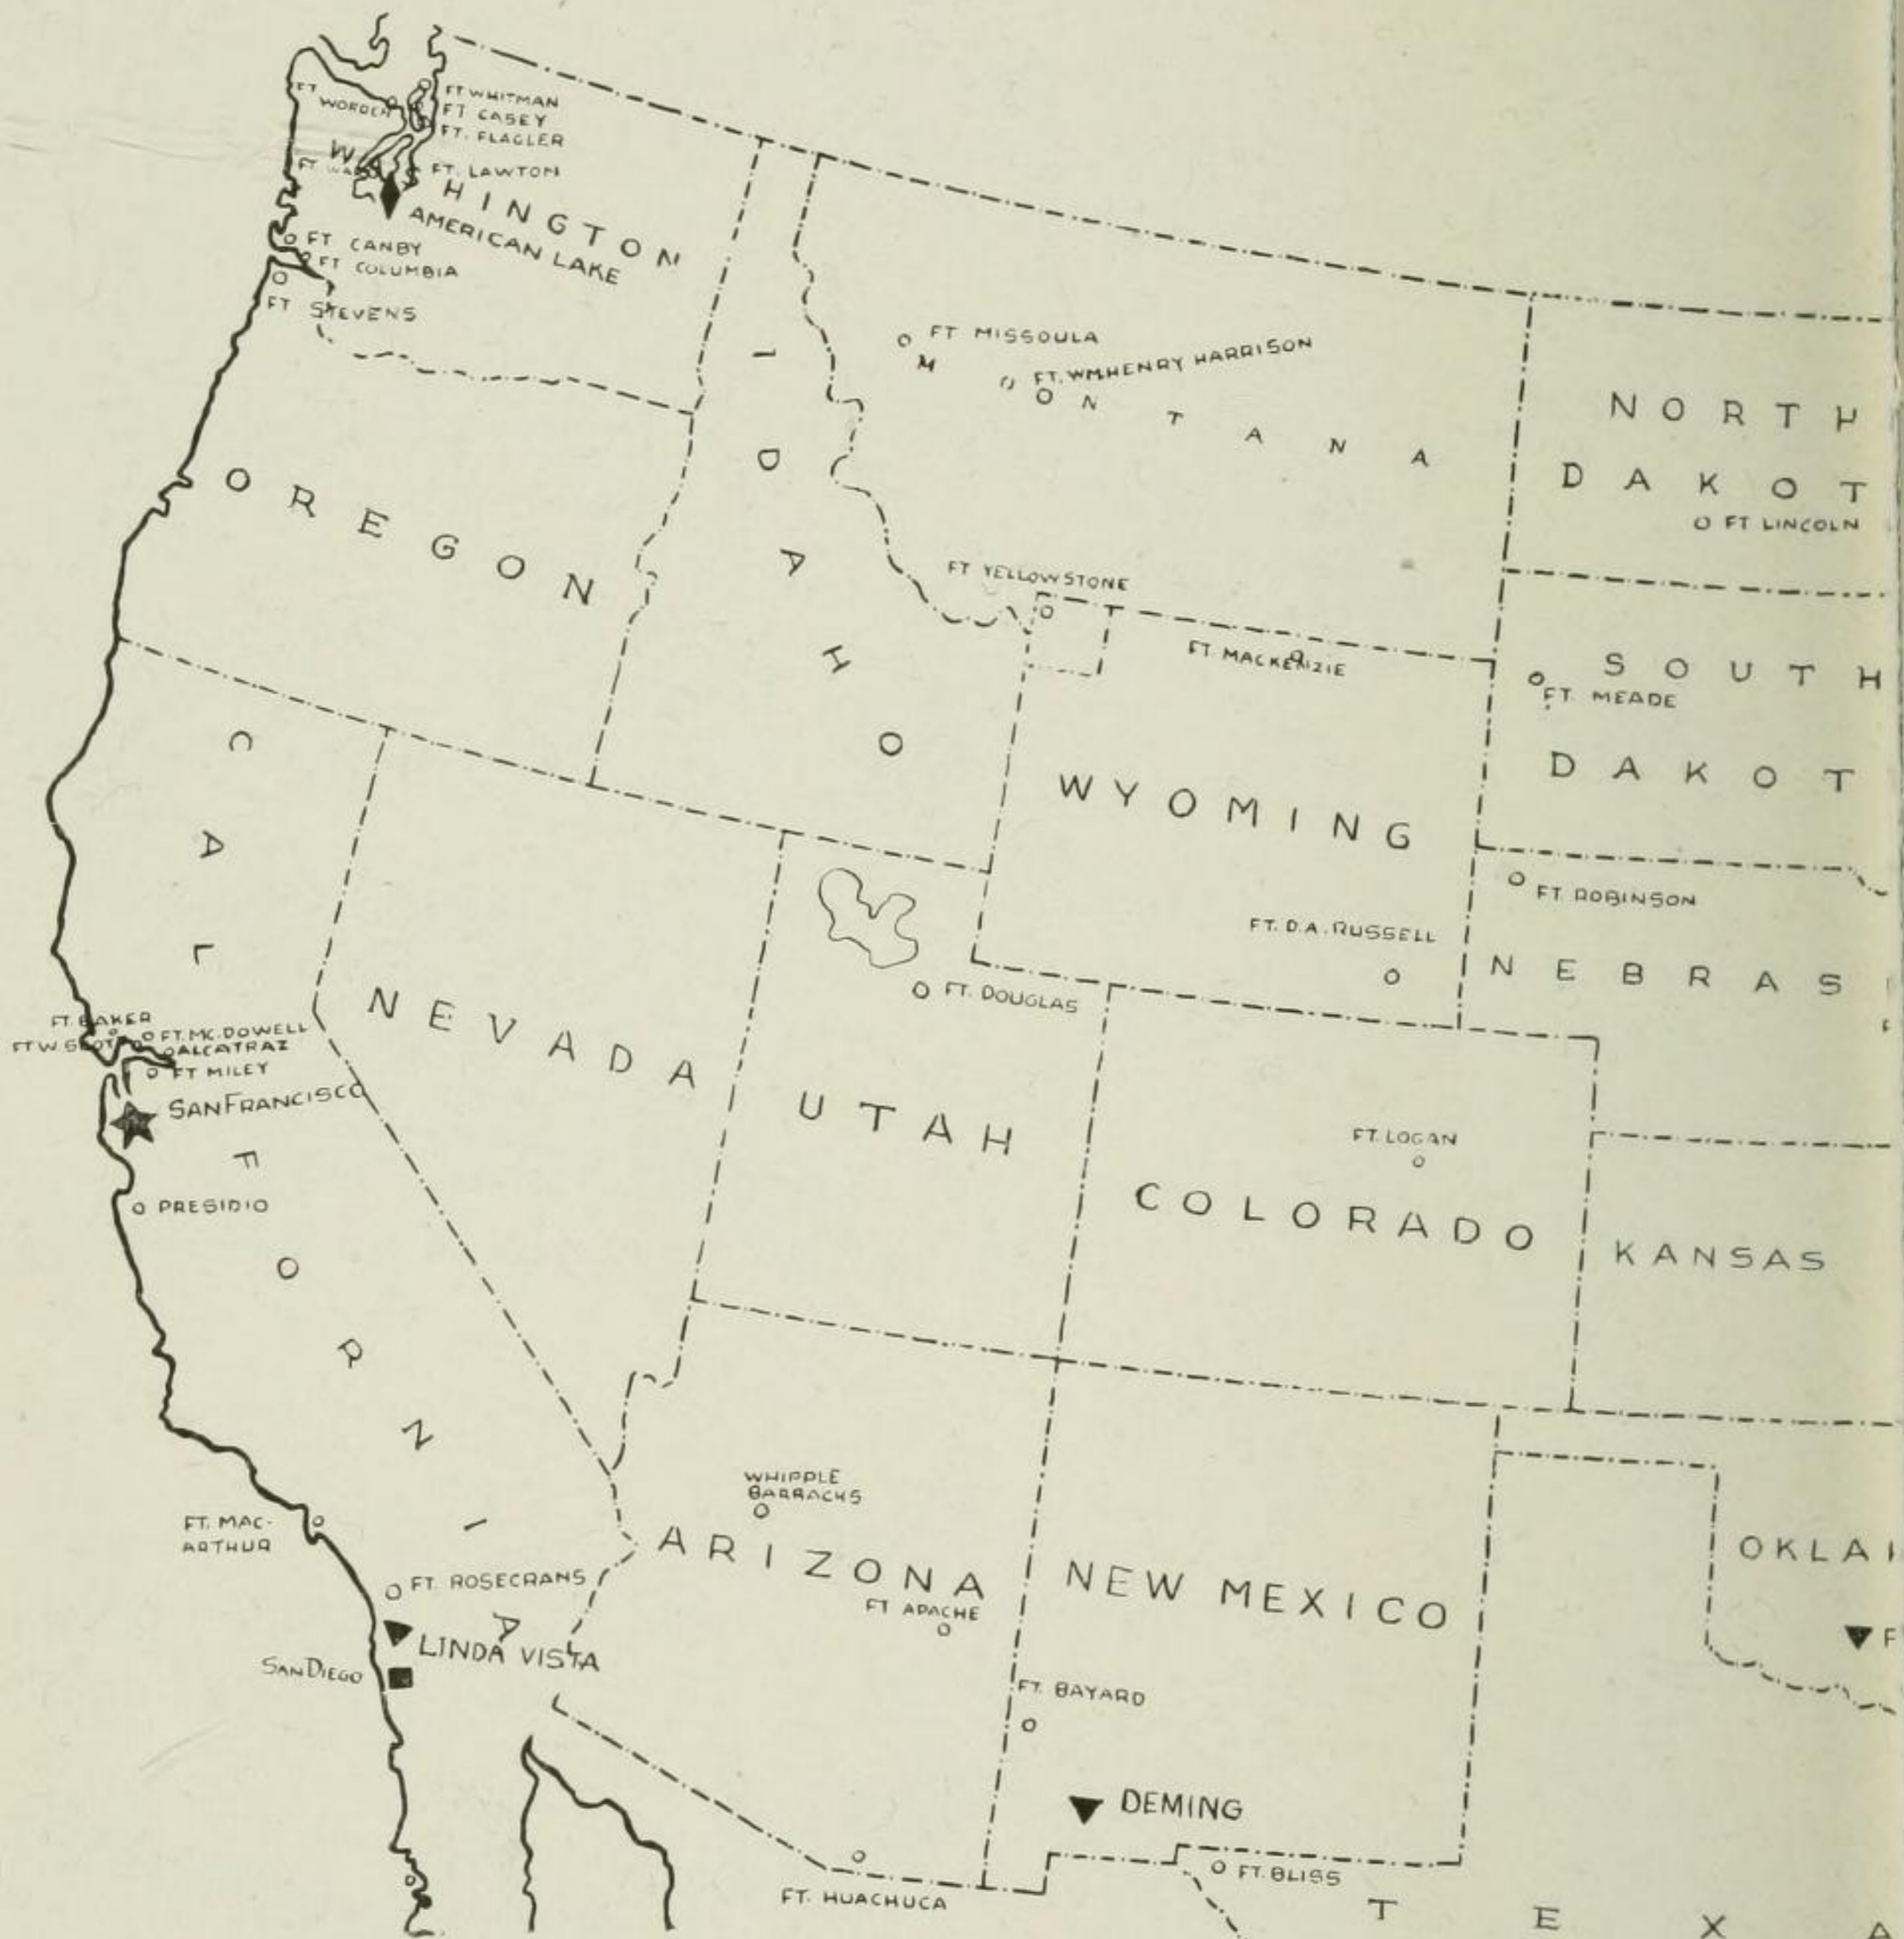 FT WORDEN
FT WHITMAN
FT CASEY
FT. FLAGLER
FT. LAWTON
WASHINGTON
AMERICAN LAKE
FT CANBY
FT COLUMBIA
FT STEVENS
OREGON
IDAHO
FT MISSOULA
FT. WM. HENRY HARRISON
MONTANA
NORTH
DAKOT
FT LINCOLN
FT YELLOWSTONE
FT. MACKENZIE
SOUTH
DAKOT
FT. MEADE
WYOMING
FT. D.A. RUSSELL
FT. ROBINSON
NEBRAS
CALIFORNIA
FT. BAKER
FT. MC. DOWELL
ALCATRAZ
FT MILEY
SAN FRANCISCO
PRESIDIO
NEVADA
FT. DOUGLAS
UTAH
FT. LOGAN
COLORADO
KANSAS
FT. MAC-
ARTHUR
FT. ROSECRANS
LINDA VISTA
SAN DIEGO
WHIPPLE
BARRACKS
ARIZONA
FT APACHE
FT. HUACHUCA
NEW MEXICO
FT. BAYARD
DEMING
FT. BLISS
OKLA
F
TEXA